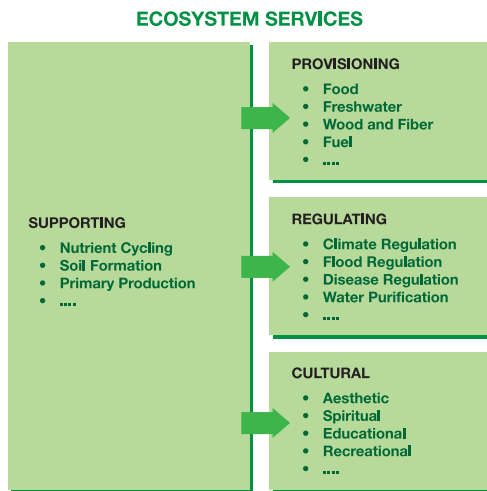 ECOSYSTEM SERVICES
SUPPORTING
• Nutrient Cycling
• Soil Formation
• Primary Production
• ....
PROVISIONING
• Food
• Freshwater
• Wood and Fiber
• Fuel
• ....
REGULATING
• Climate Regulation
• Flood Regulation
• Disease Regulation
• Water Purification
• ....
CULTURAL
• Aesthetic
• Spiritual
• Educational
• Recreational
• ....